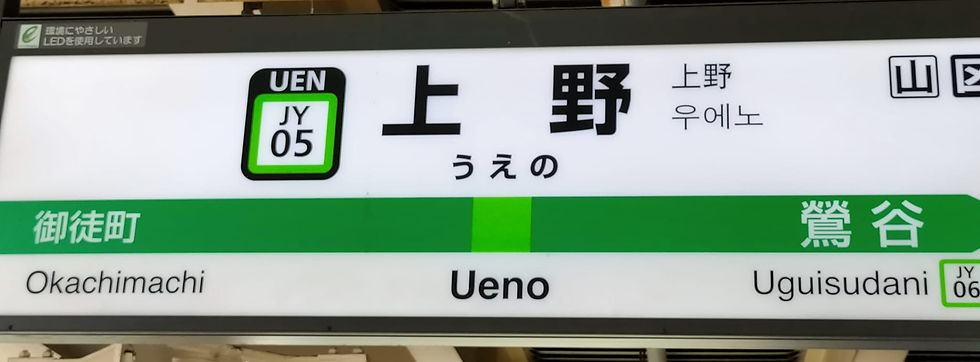 環境にやさしい
LEDを使用しています
UEN
JY
05
上野
うえの
上野
우에노
山 区
御徒町
鶯谷
Okachimachi
Ueno
Uguisudani
JY
06